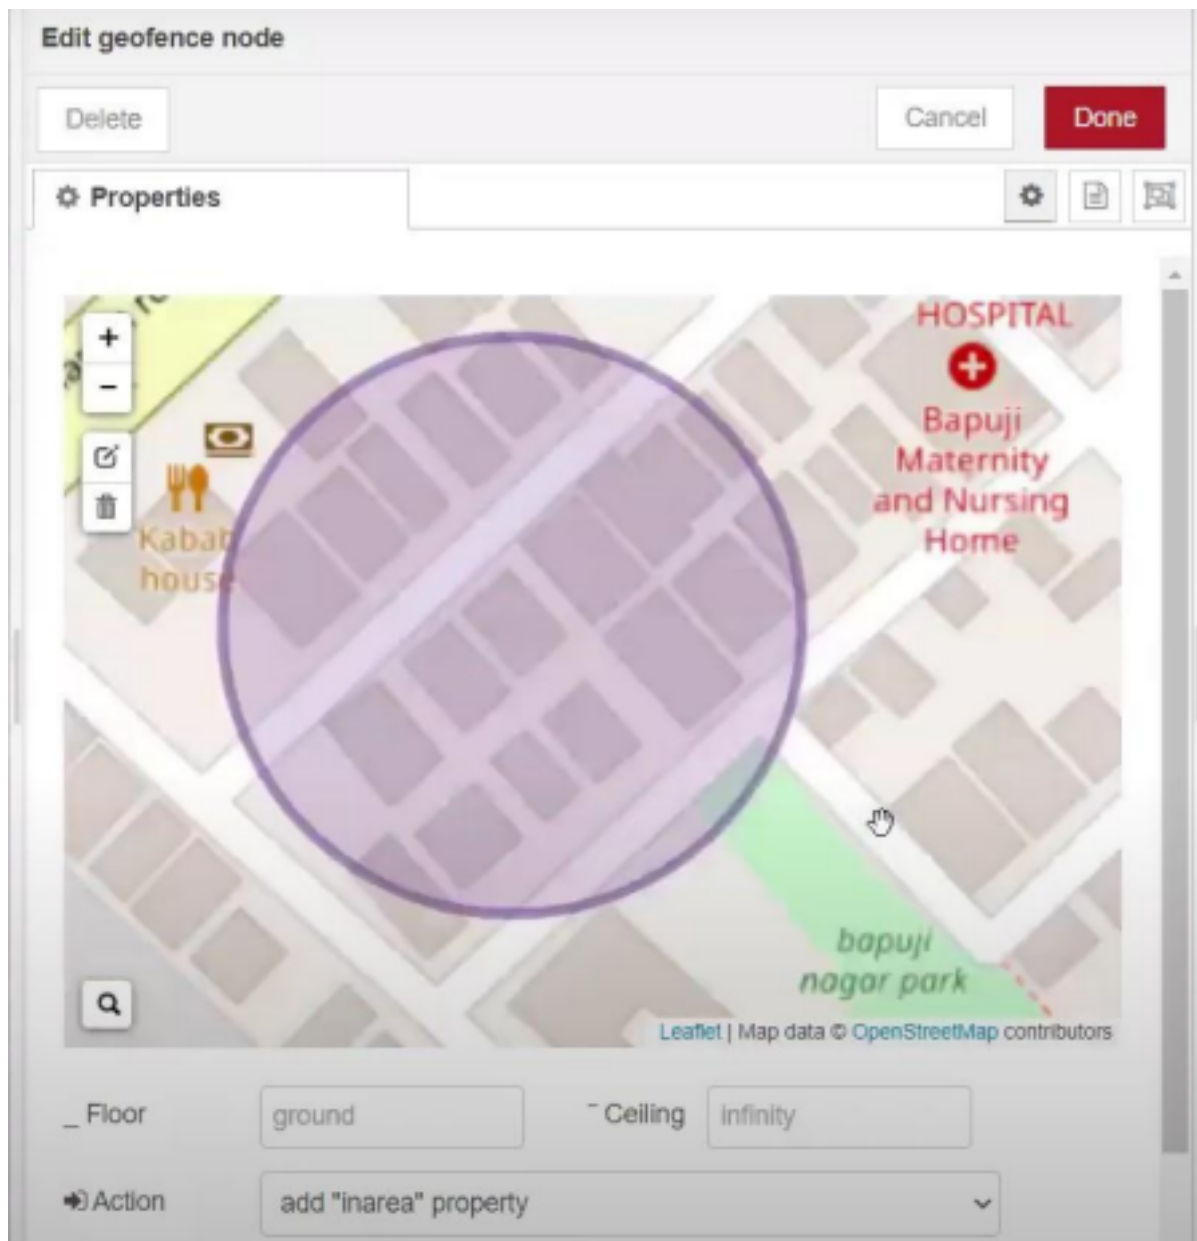 Edit geofence node
Delete
Cancel
Done
Properties
+
−
HOSPITAL
Bapuji
Maternity
and Nursing
Home
Kabab
house
bapuji
nagar park
Leaflet | Map data © OpenStreetMap contributors
_ Floor
ground
¯ Ceiling
infinity
Action
add "inarea" property